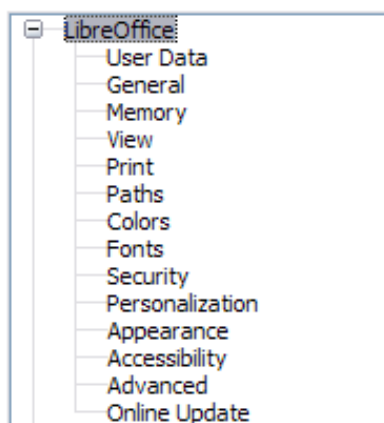 LibreOffice
User Data
General
Memory
View
Print
Paths
Colors
Fonts
Security
Personalization
Appearance
Accessibility
Advanced
Online Update